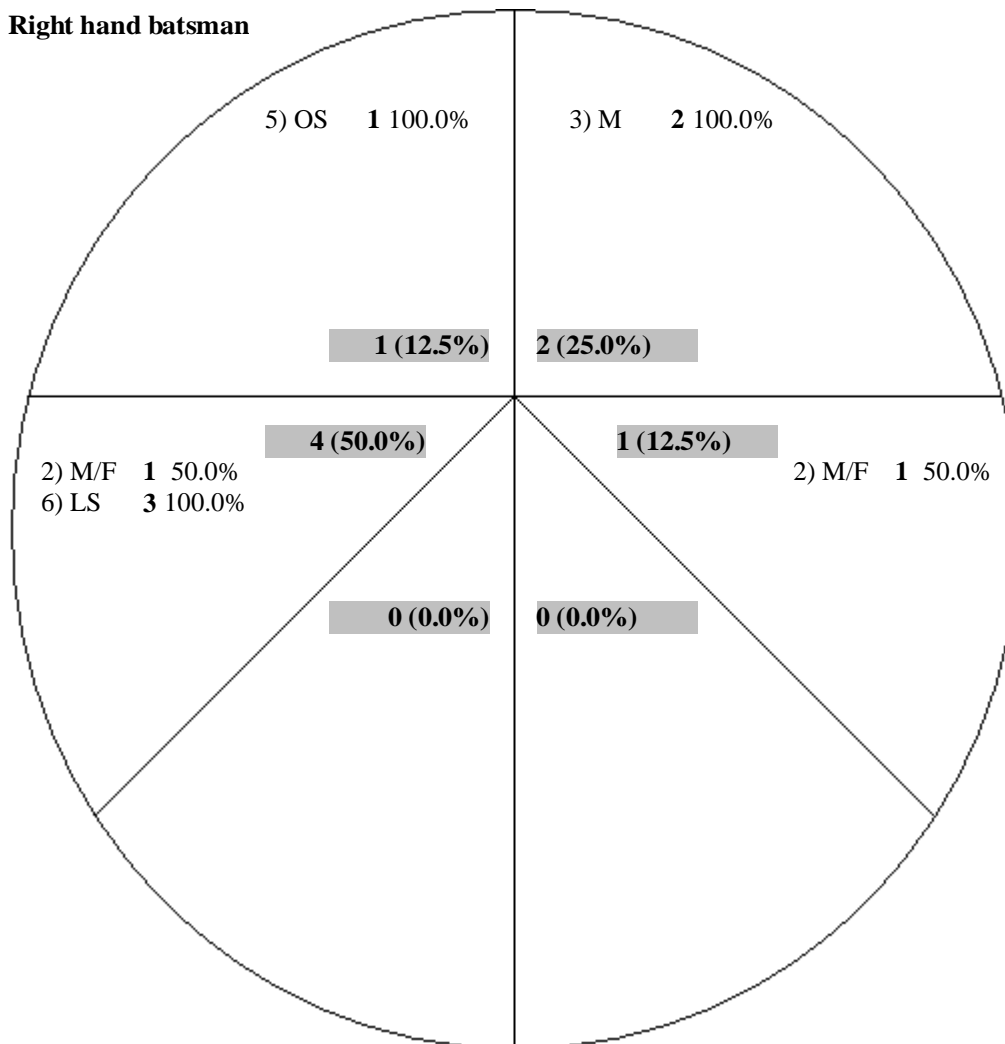 Right hand batsman
5) OS 1 100.0%
3) M 2 100.0%
1 (12.5%)
2 (25.0%)
4 (50.0%)
1 (12.5%)
2) M/F 1 50.0%
6) LS 3 100.0%
2) M/F 1 50.0%
0 (0.0%)
0 (0.0%)